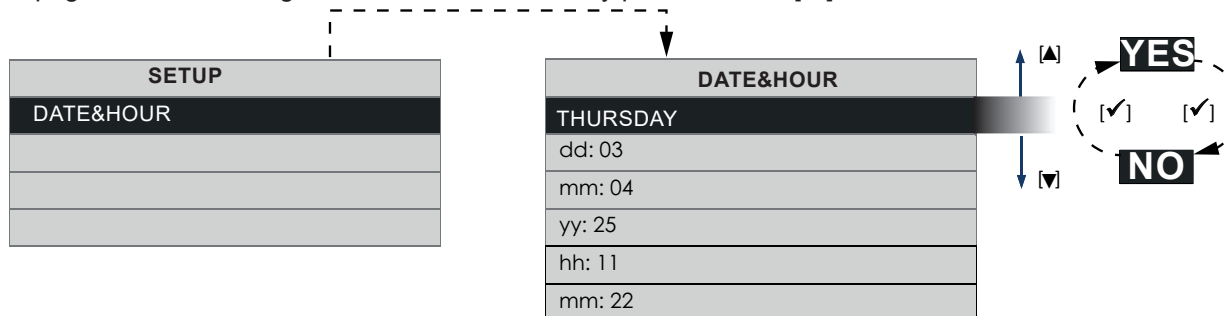 SETUP
DATE&HOUR
DATE&HOUR
THURSDAY
dd: 03
mm: 04
yy: 25
hh: 11
mm: 22
[▲]
[▼]
YES
[✔] [✔]
NO